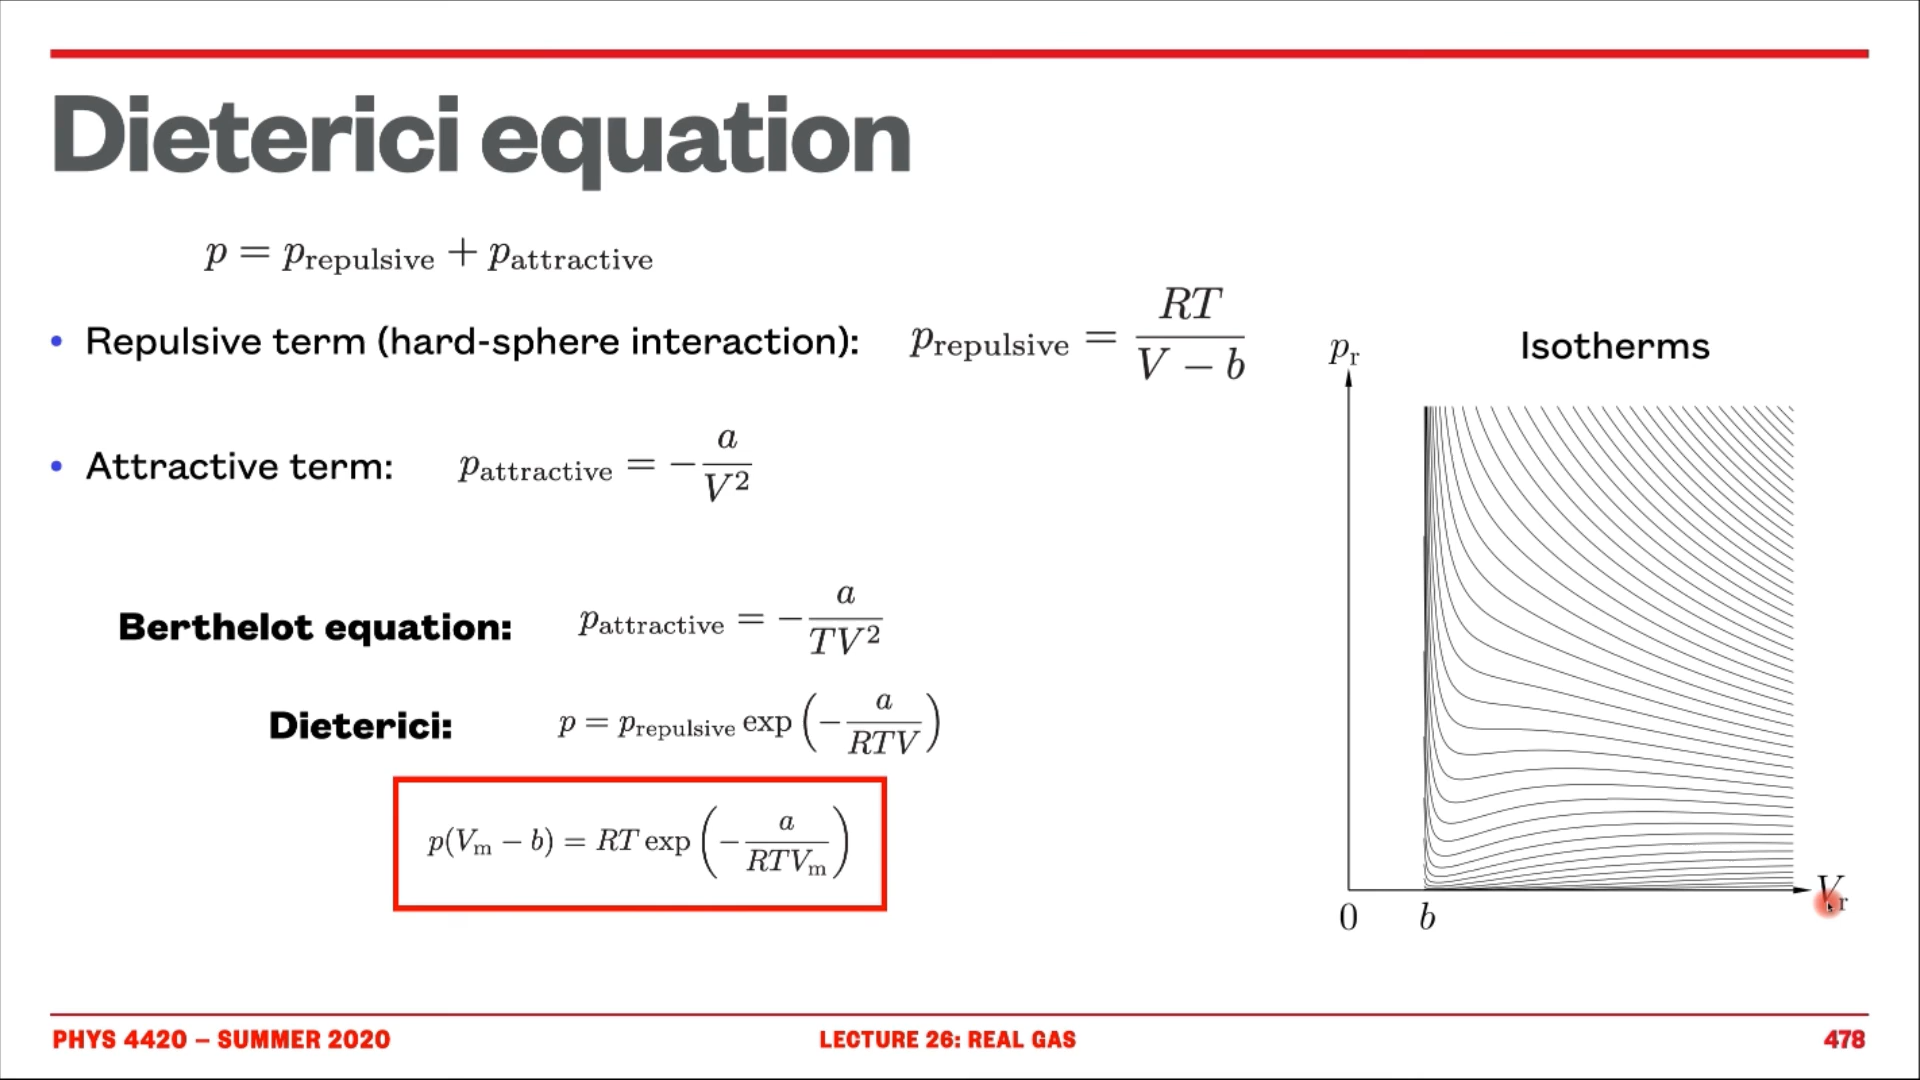 Dieterici equation
p = p_repulsive + p_attractive
• Repulsive term (hard-sphere interaction): p_repulsive = RT / (V − b)
• Attractive term: p_attractive = − a / V²
Berthelot equation: p_attractive = − a / (TV²)
Dieterici: p = p_repulsive exp (− a / (RTV))
p(V_m − b) = RT exp (− a / (RTV_m))
p_r
Isotherms
V_r
0 b
PHYS 4420 – SUMMER 2020 LECTURE 26: REAL GAS 478